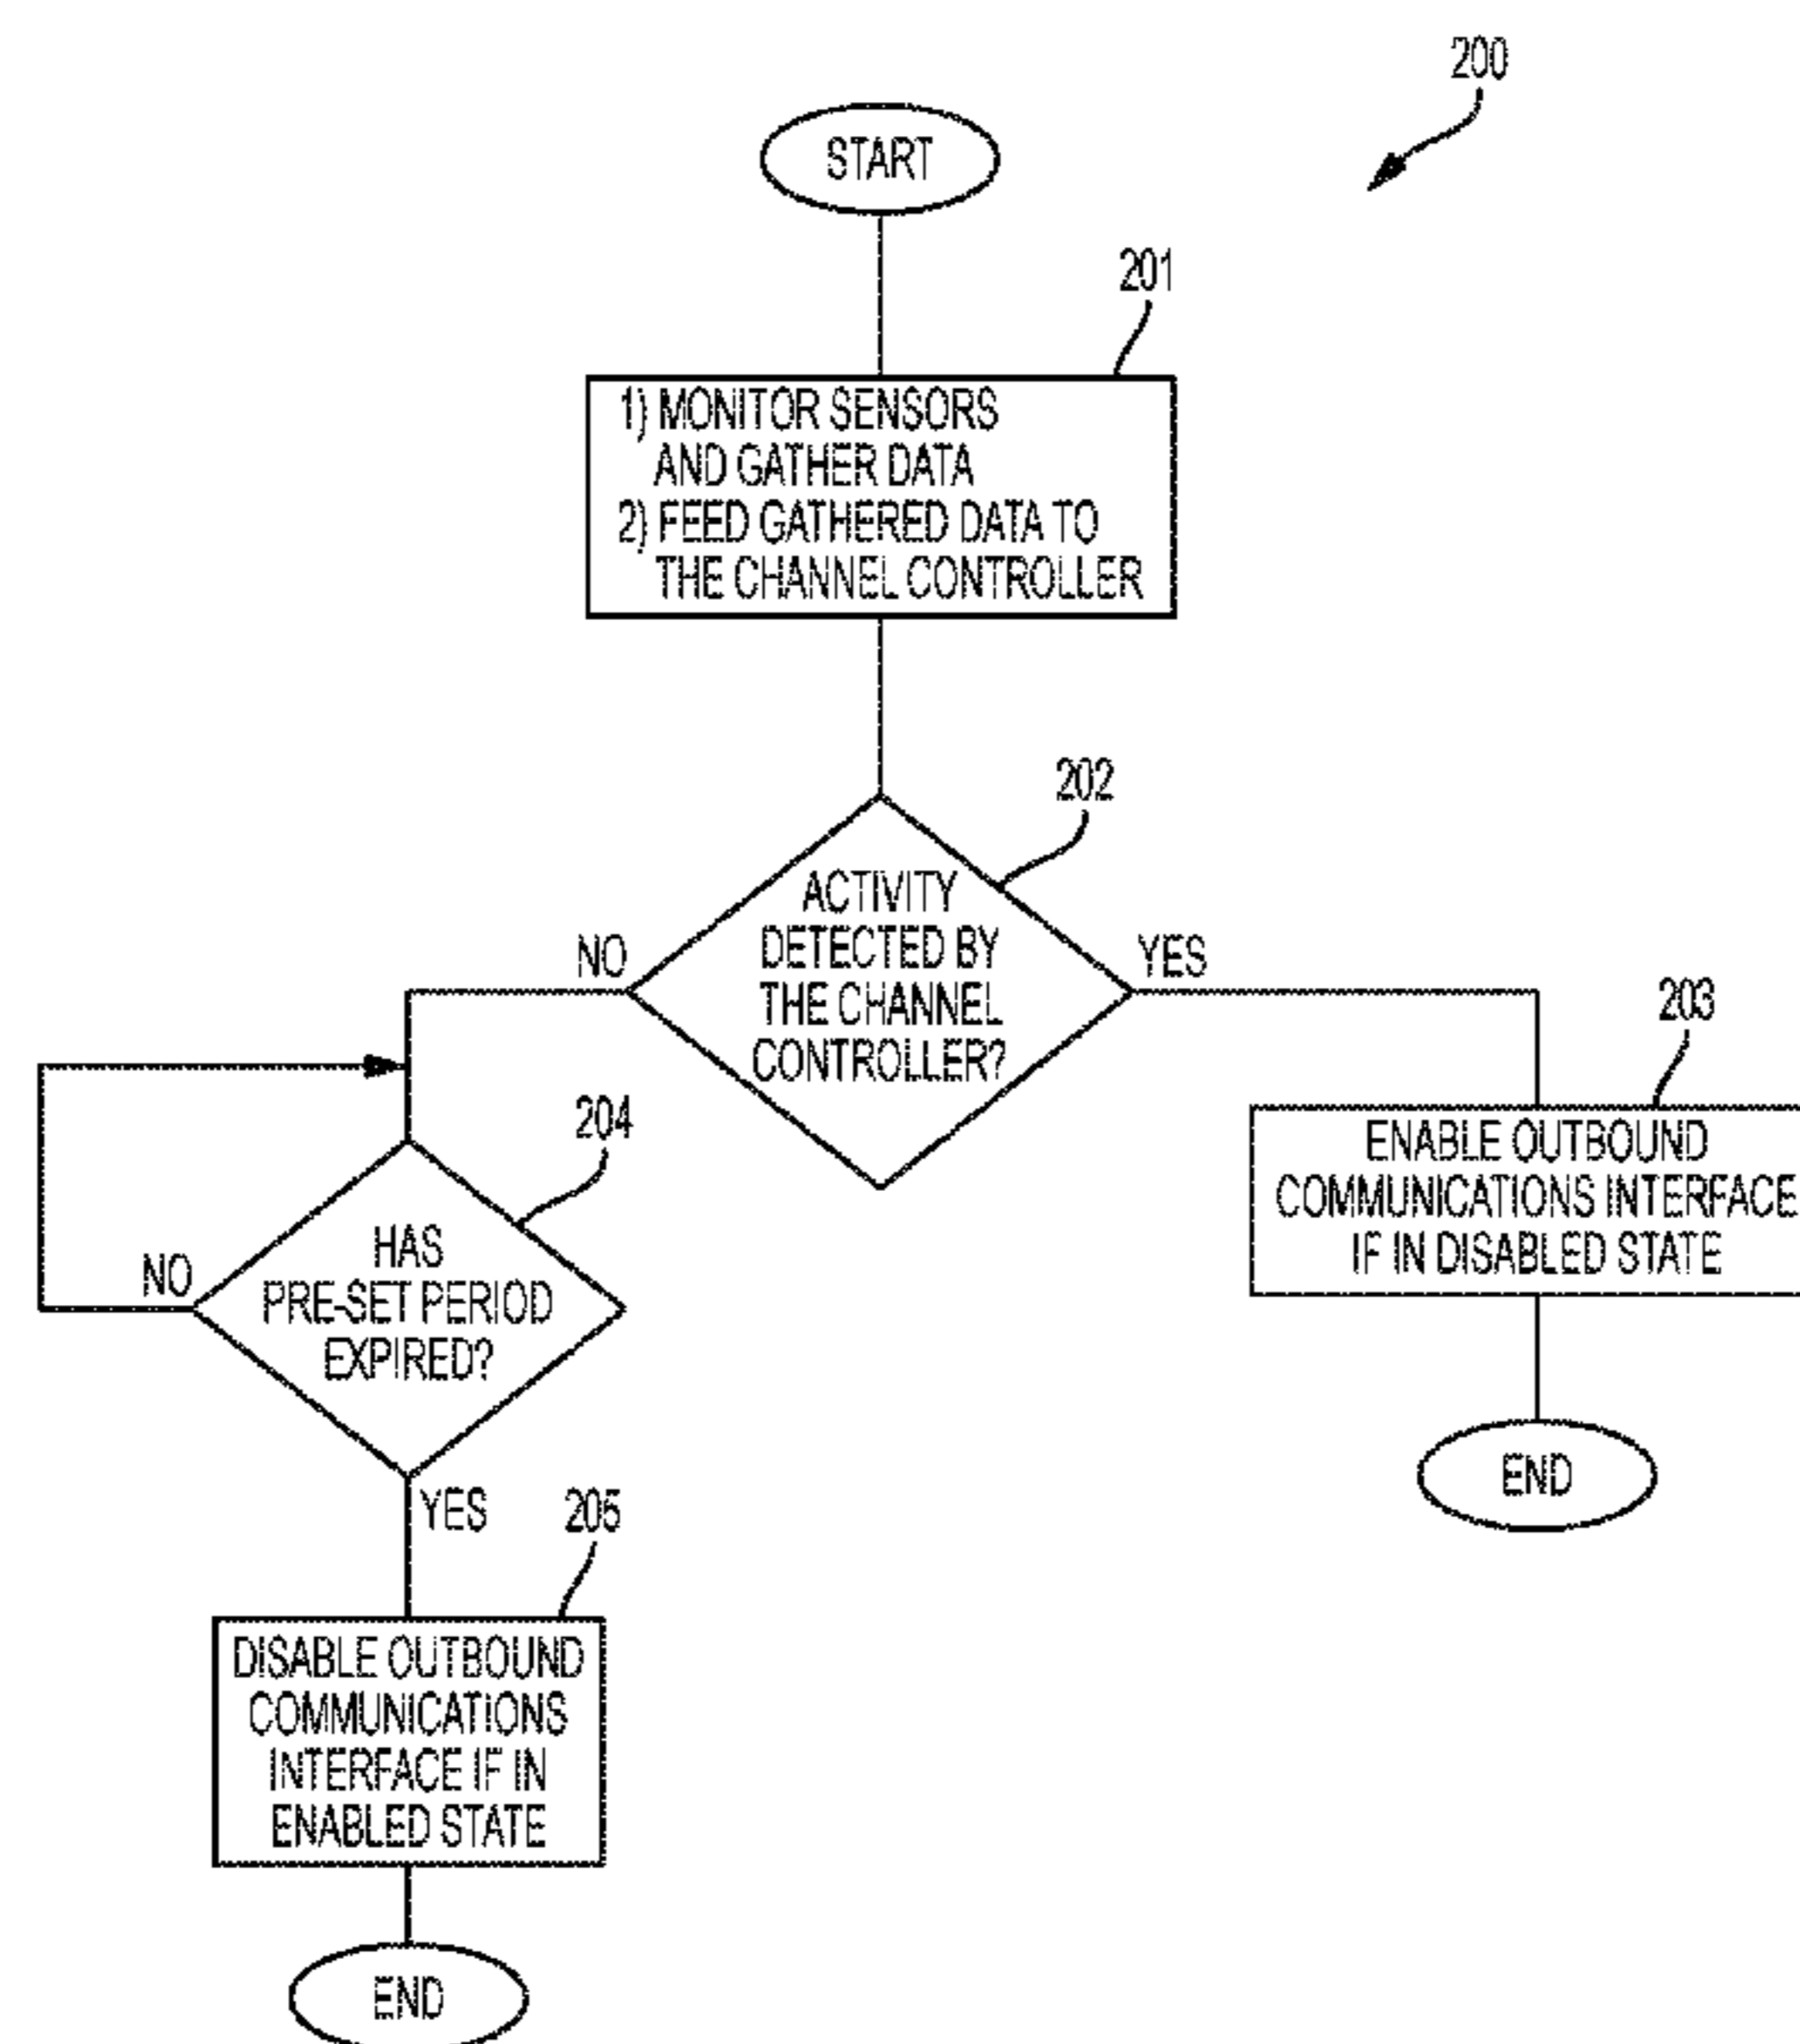 200
START
201
1) MONITOR SENSORS
AND GATHER DATA
2) FEED GATHERED DATA TO
THE CHANNEL CONTROLLER
202
ACTIVITY
DETECTED BY
THE CHANNEL
CONTROLLER?
NO
YES
203
ENABLE OUTBOUND
COMMUNICATIONS INTERFACE
IF IN DISABLED STATE
END
204
HAS
PRE-SET PERIOD
EXPIRED?
NO
YES
205
DISABLE OUTBOUND
COMMUNICATIONS
INTERFACE IF IN
ENABLED STATE
END